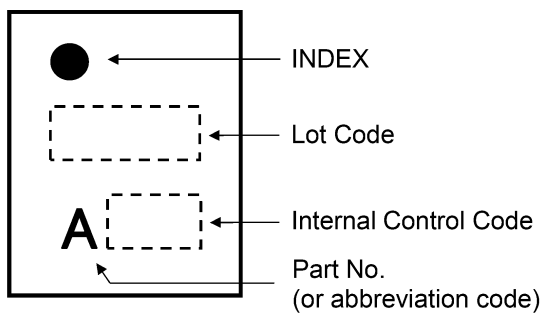 INDEX
Lot Code
A
Internal Control Code
Part No.
(or abbreviation code)